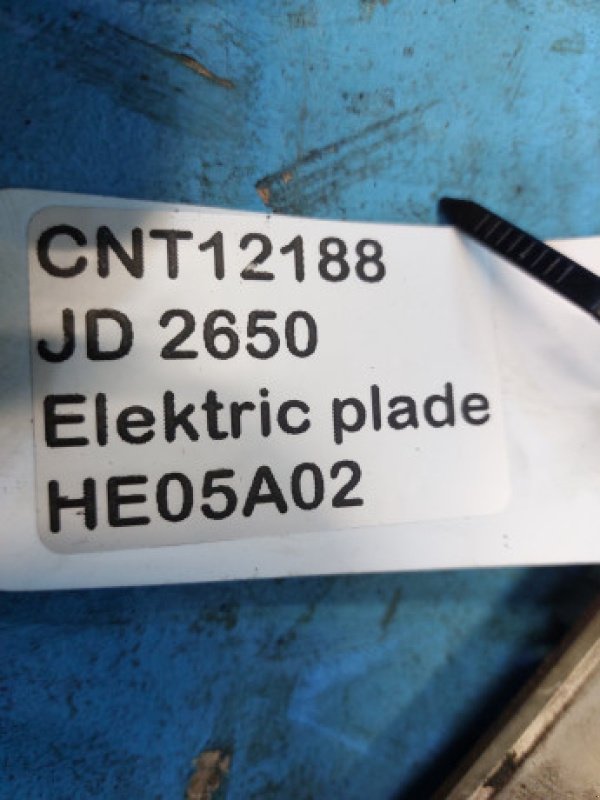 CNT12188
JD 2650
Elektric plade
HE05A02